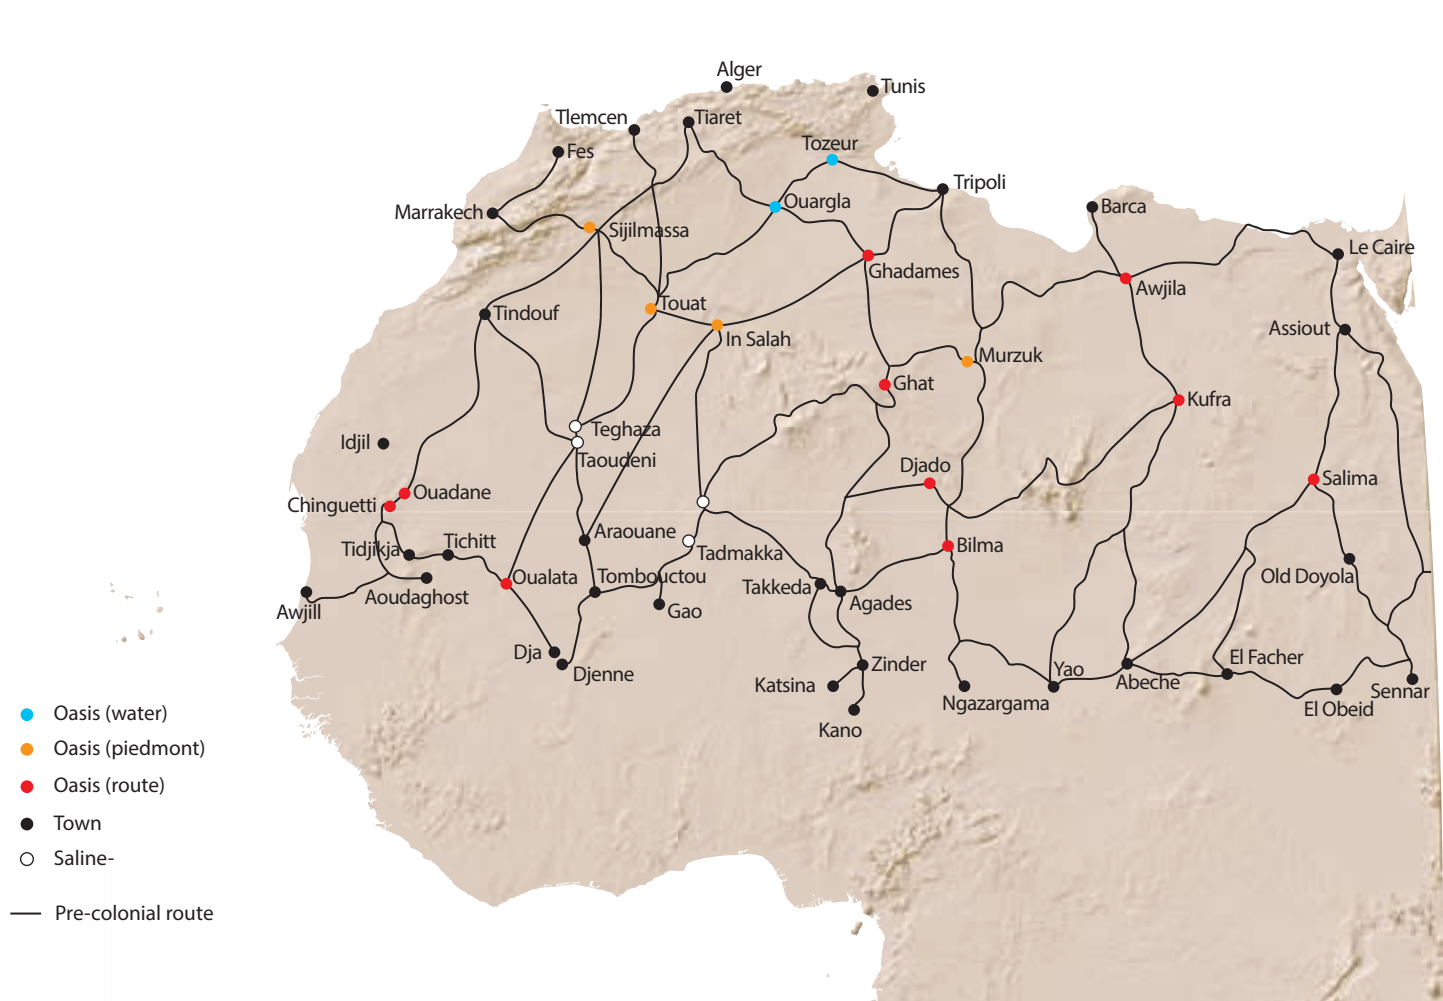 Alger
Tunis
Tlemcen
Tiaret
Fes
Tozeur
Tripoli
Marrakech
Ouargla
Barca
Sijilmassa
Le Caire
Ghadames
Awjila
Touat
Tindouf
In Salah
Assiout
Murzuk
Ghat
Kufra
Teghaza
Idjil
Taoudeni
Djado
Salima
Ouadane
Chinguetti
Araouane
Tichitt
Tidjikja
Tadmakka
Bilma
Oualata
Tombouctou
Takkeda
Old Doyola
Aoudaghost
Agades
Awjill
Gao
Dja
Djenne
Zinder
El Facher
Yao
Katsina
Abeche
Sennar
Ngazargama
El Obeid
Kano
Oasis (water)
Oasis (piedmont)
Oasis (route)
Town
Saline-
Pre-colonial route